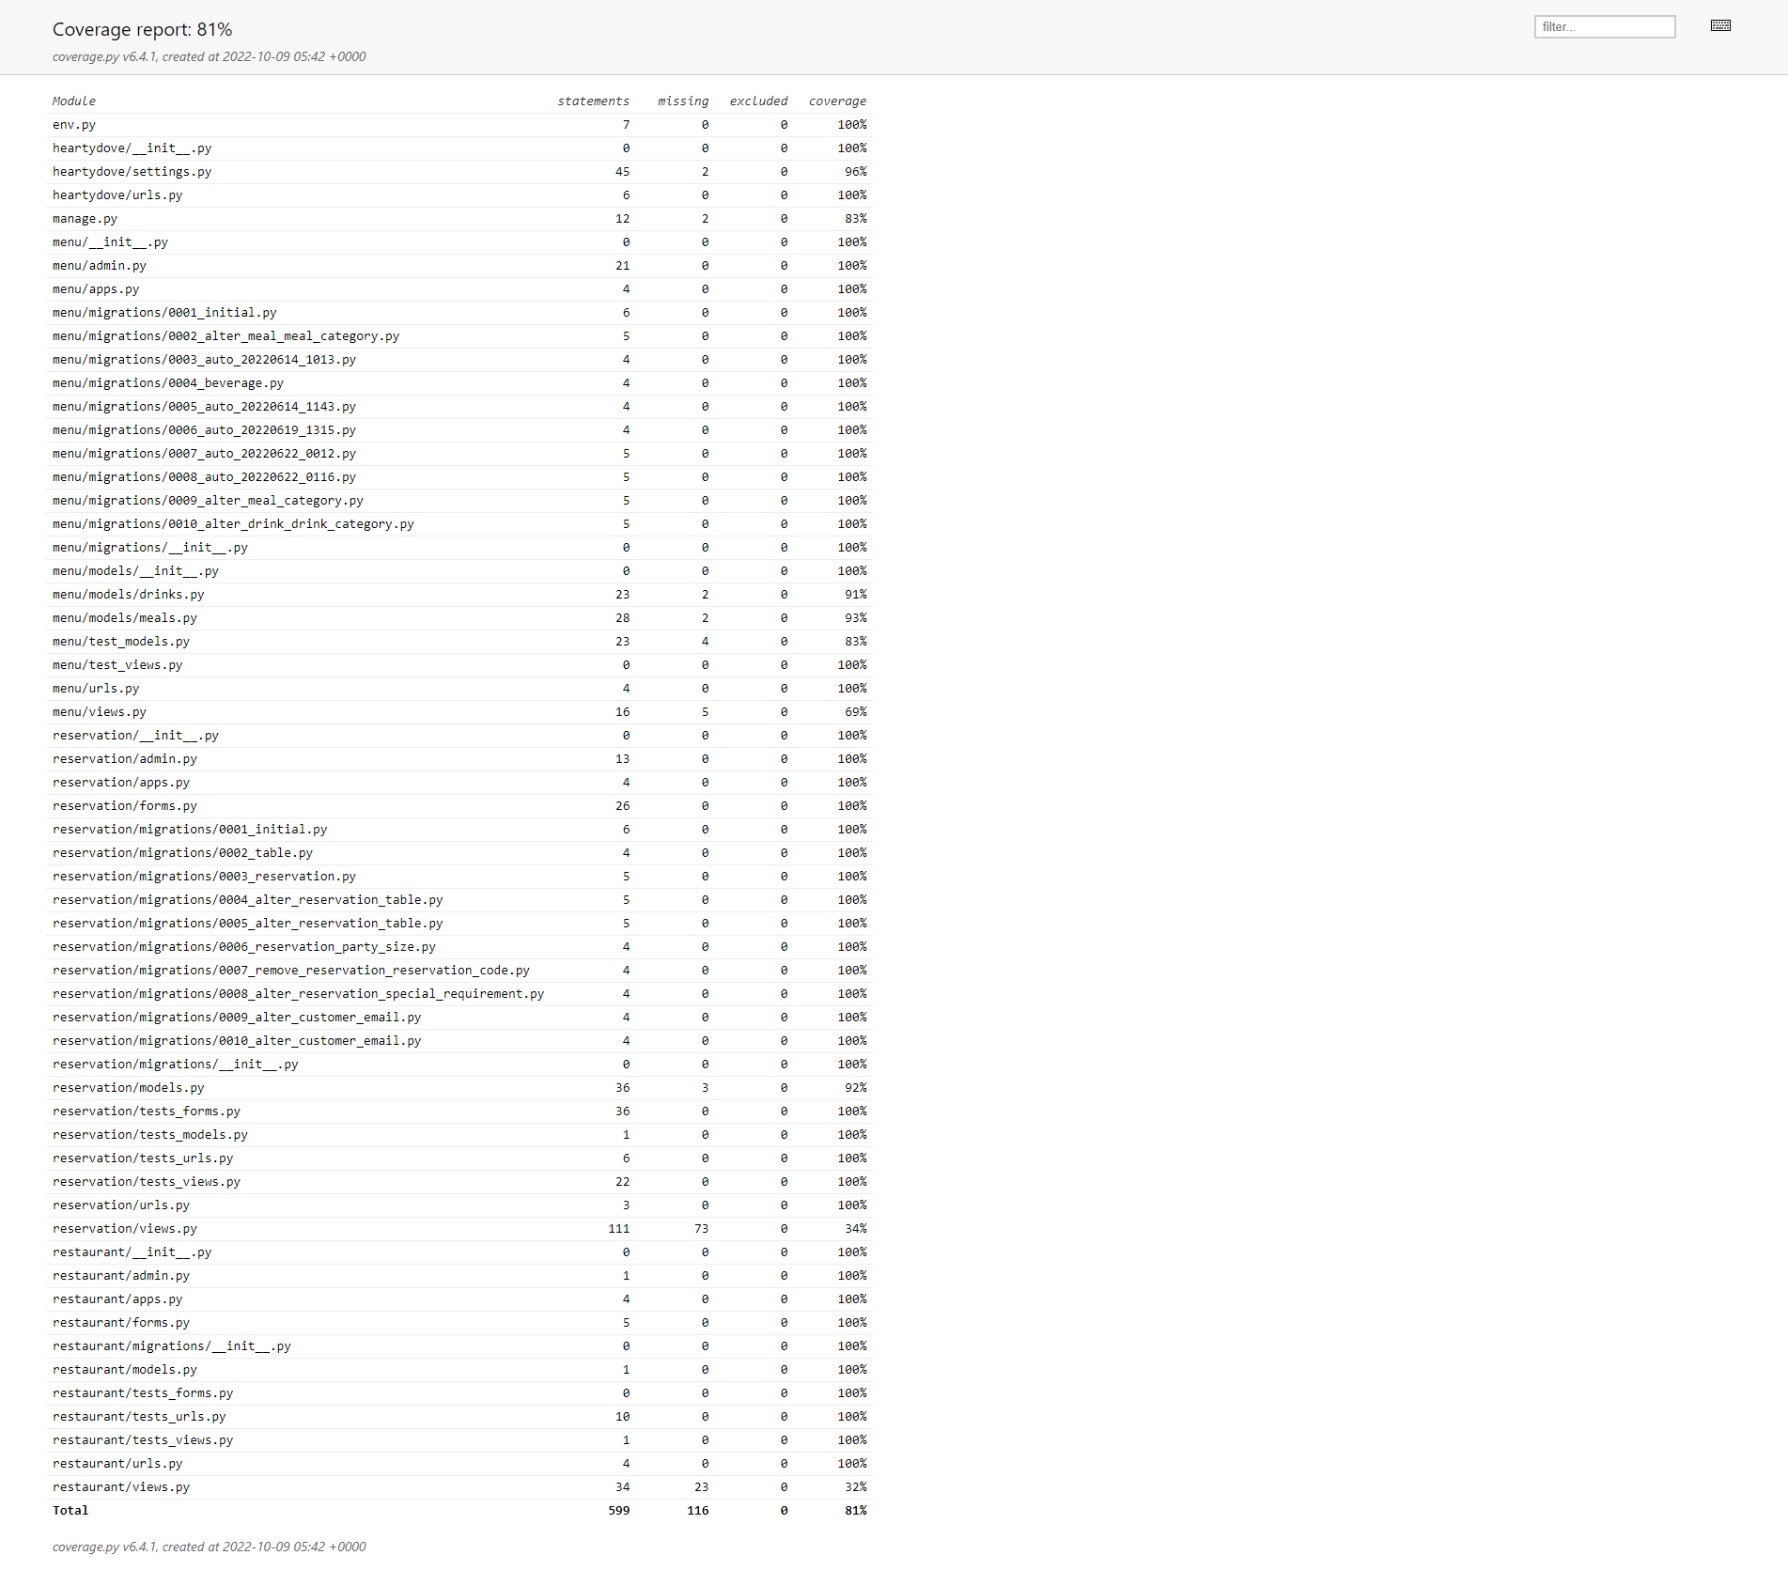 Coverage report: 81%
filter...
coverage.py v6.4.1, created at 2022-10-09 05:42 +0000
Module statements missing excluded coverage
env.py 7 0 0 100%
heartydove/__init__.py 0 0 0 100%
heartydove/settings.py 45 2 0 96%
heartydove/urls.py 6 0 0 100%
manage.py 12 2 0 83%
menu/__init__.py 0 0 0 100%
menu/admin.py 21 0 0 100%
menu/apps.py 4 0 0 100%
menu/migrations/0001_initial.py 6 0 0 100%
menu/migrations/0002_alter_meal_meal_category.py 5 0 0 100%
menu/migrations/0003_auto_20220614_1013.py 4 0 0 100%
menu/migrations/0004_beverage.py 4 0 0 100%
menu/migrations/0005_auto_20220614_1143.py 4 0 0 100%
menu/migrations/0006_auto_20220619_1315.py 4 0 0 100%
menu/migrations/0007_auto_20220622_0012.py 5 0 0 100%
menu/migrations/0008_auto_20220622_0116.py 5 0 0 100%
menu/migrations/0009_alter_meal_category.py 5 0 0 100%
menu/migrations/0010_alter_drink_drink_category.py 5 0 0 100%
menu/migrations/__init__.py 0 0 0 100%
menu/models/__init__.py 0 0 0 100%
menu/models/drinks.py 23 2 0 91%
menu/models/meals.py 28 2 0 93%
menu/test_models.py 23 4 0 83%
menu/test_views.py 0 0 0 100%
menu/urls.py 4 0 0 100%
menu/views.py 16 5 0 69%
reservation/__init__.py 0 0 0 100%
reservation/admin.py 13 0 0 100%
reservation/apps.py 4 0 0 100%
reservation/forms.py 26 0 0 100%
reservation/migrations/0001_initial.py 6 0 0 100%
reservation/migrations/0002_table.py 4 0 0 100%
reservation/migrations/0003_reservation.py 5 0 0 100%
reservation/migrations/0004_alter_reservation_table.py 5 0 0 100%
reservation/migrations/0005_alter_reservation_table.py 5 0 0 100%
reservation/migrations/0006_reservation_party_size.py 4 0 0 100%
reservation/migrations/0007_remove_reservation_reservation_code.py 4 0 0 100%
reservation/migrations/0008_alter_reservation_special_requirement.py 4 0 0 100%
reservation/migrations/0009_alter_customer_email.py 4 0 0 100%
reservation/migrations/0010_alter_customer_email.py 4 0 0 100%
reservation/migrations/__init__.py 0 0 0 100%
reservation/models.py 36 3 0 92%
reservation/tests_forms.py 36 0 0 100%
reservation/tests_models.py 1 0 0 100%
reservation/tests_urls.py 6 0 0 100%
reservation/tests_views.py 22 0 0 100%
reservation/urls.py 3 0 0 100%
reservation/views.py 111 73 0 34%
restaurant/__init__.py 0 0 0 100%
restaurant/admin.py 1 0 0 100%
restaurant/apps.py 4 0 0 100%
restaurant/forms.py 5 0 0 100%
restaurant/migrations/__init__.py 0 0 0 100%
restaurant/models.py 1 0 0 100%
restaurant/tests_forms.py 0 0 0 100%
restaurant/tests_urls.py 10 0 0 100%
restaurant/tests_views.py 1 0 0 100%
restaurant/urls.py 4 0 0 100%
restaurant/views.py 34 23 0 32%
Total 599 116 0 81%
coverage.py v6.4.1, created at 2022-10-09 05:42 +0000